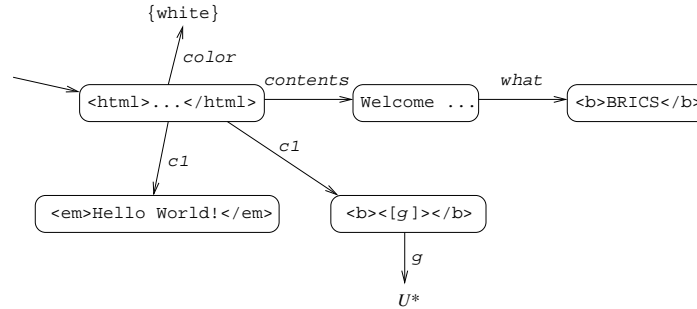 {white}
color
contents
what
<html>...</html>
Welcome ...
<b>BRICS</b>
c1
c1
<em>Hello World!</em>
<b><[g]></b>
g
U*